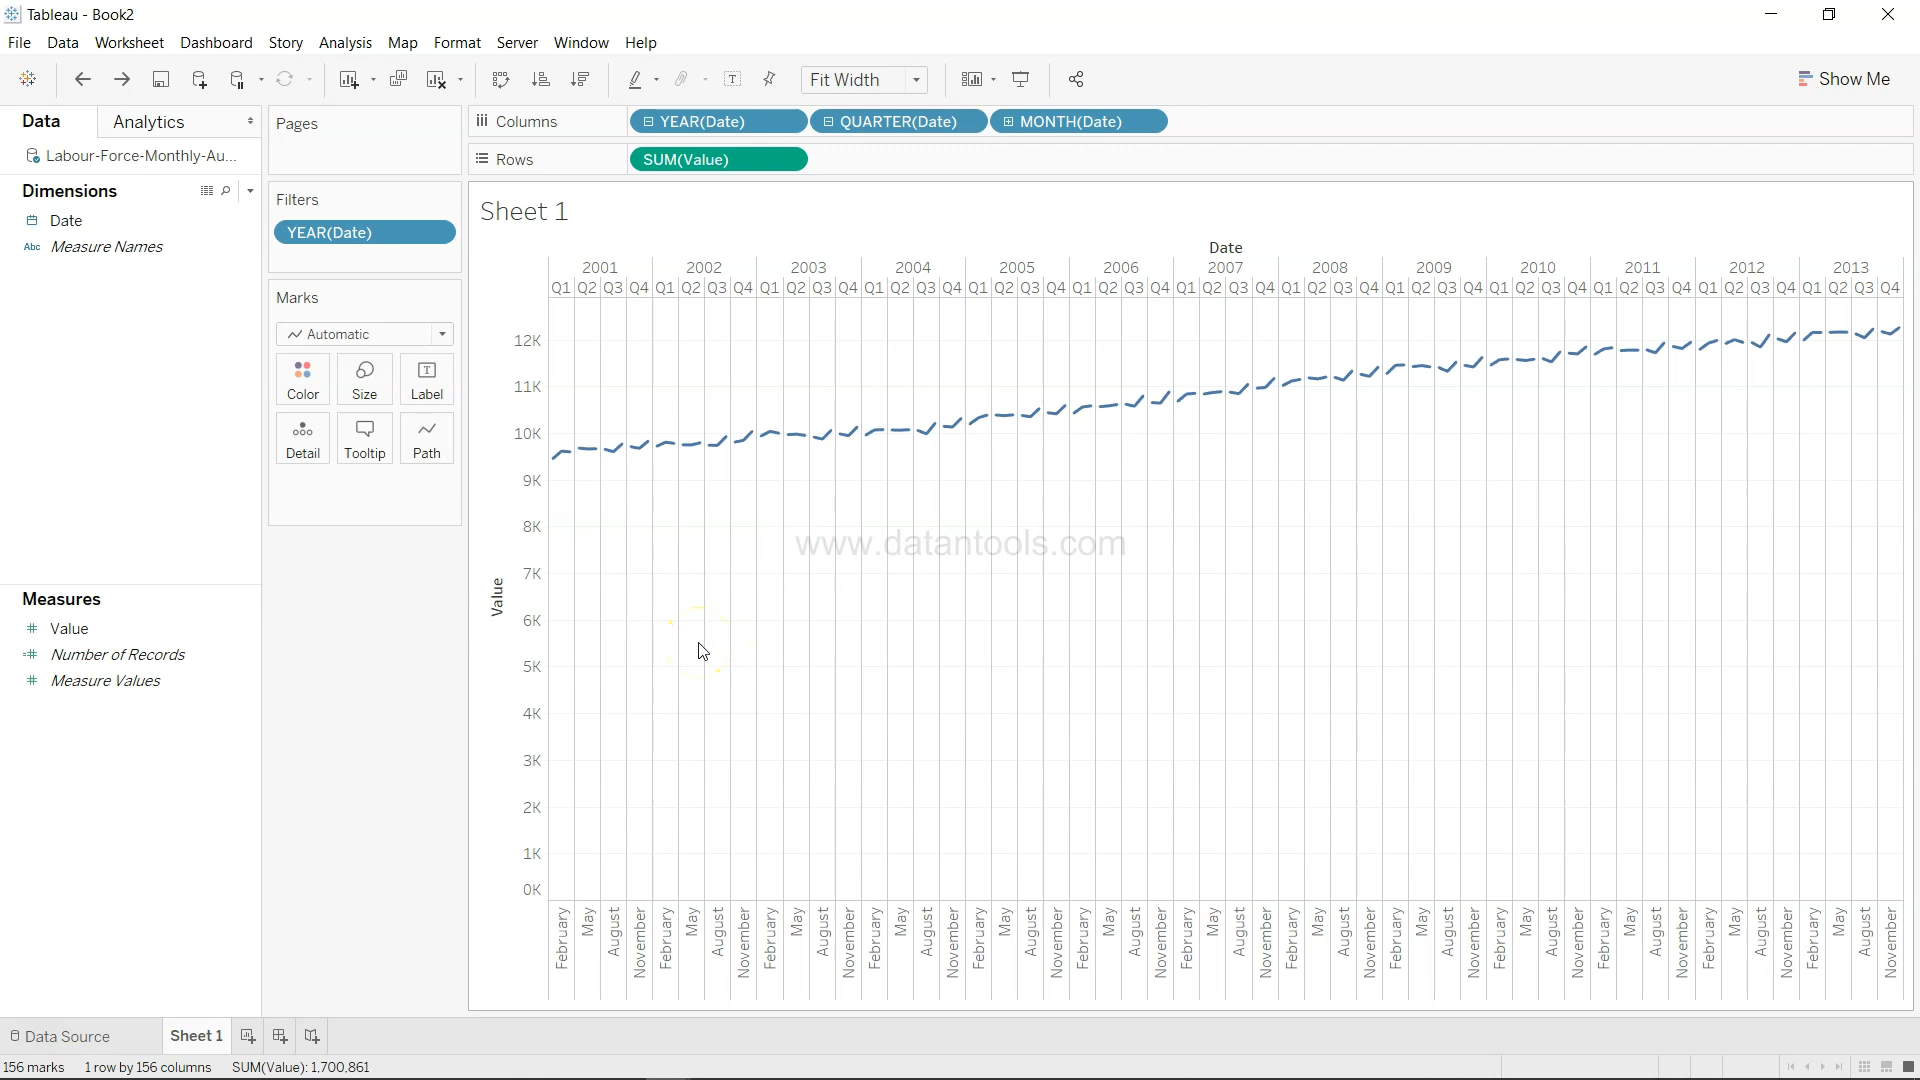 Tableau - Book2
File Data Worksheet Dashboard Story Analysis Map Format Server Window Help
Fit Width
Show Me
Data Analytics
Pages
Columns YEAR(Date) QUARTER(Date) MONTH(Date)
Labour-Force-Monthly-Au...
Rows SUM(Value)
Dimensions
Filters
Date
YEAR(Date)
Abc Measure Names
Sheet 1
Date
2001 2002 2003 2004 2005 2006 2007 2008 2009 2010 2011 2012 2013
Q1 Q2 Q3 Q4 Q1 Q2 Q3 Q4 Q1 Q2 Q3 Q4 Q1 Q2 Q3 Q4 Q1 Q2 Q3 Q4 Q1 Q2 Q3 Q4 Q1 Q2 Q3 Q4 Q1 Q2 Q3 Q4 Q1 Q2 Q3 Q4 Q1 Q2 Q3 Q4 Q1 Q2 Q3 Q4 Q1 Q2 Q3 Q4 Q1 Q2 Q3 Q4
Marks
Automatic
Color Size Label
Detail Tooltip Path
12K
11K
10K
9K
8K
www.datantools.com
7K
Value
6K
5K
4K
3K
2K
1K
0K
Measures
Value
Number of Records
Measure Values
February May August November February May August November February May August November February May August November February May August November February May August November February May August November February May August November February May August November February May August November February May August November February May August November February May August November
Data Source Sheet 1
156 marks 1 row by 156 columns SUM(Value): 1,700,861